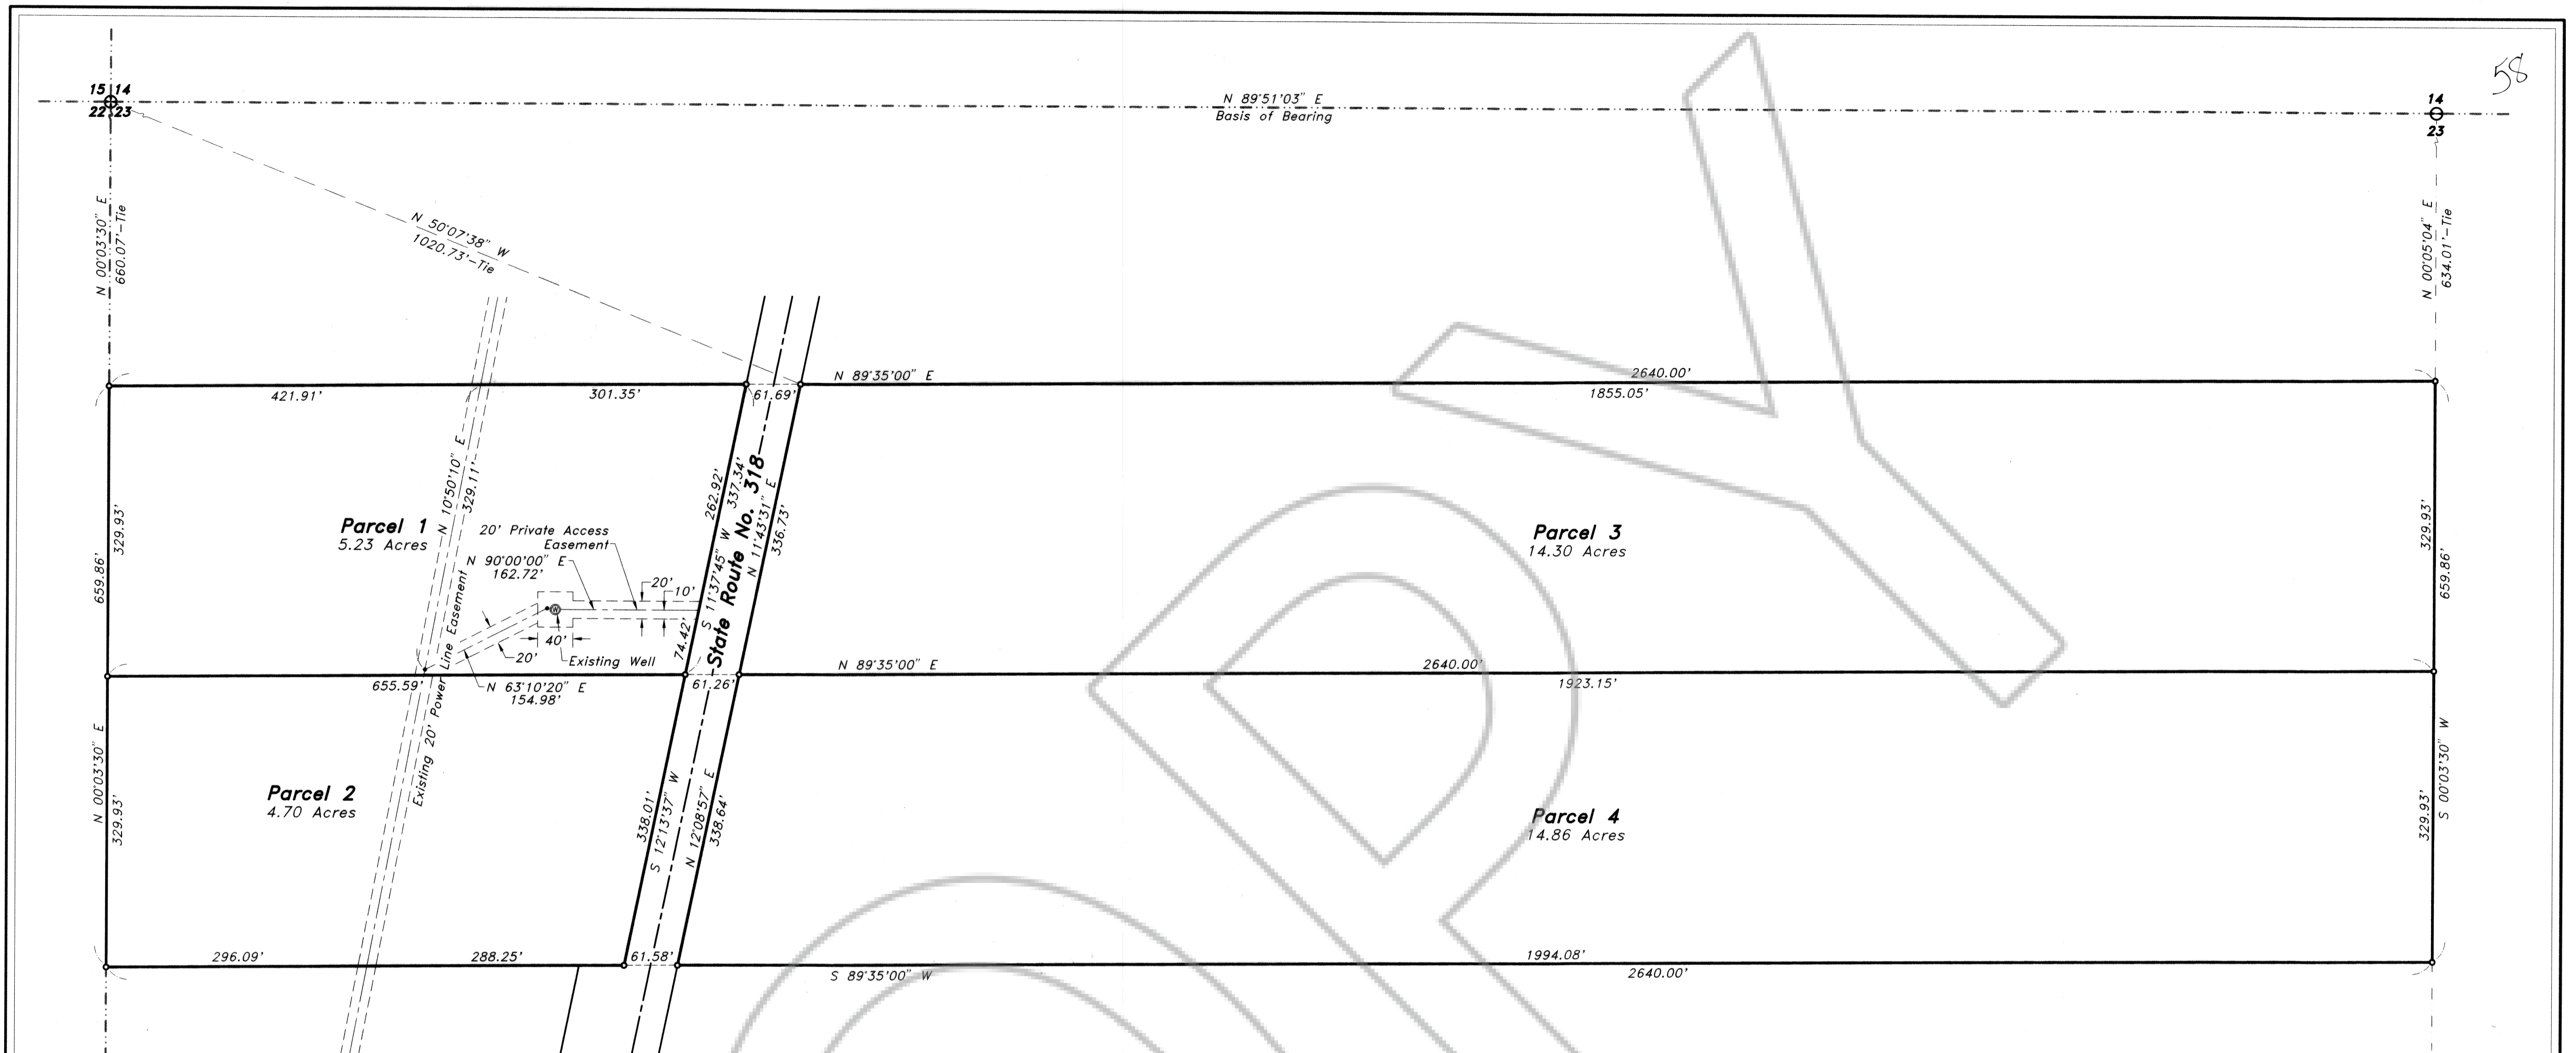 58
15 14
22 23
N 89°51'03" E
Basis of Bearing
14
23
N 00°03'30" E
660.07'-Tie
N 50°07'38" W
1020.73'-Tie
N 00°05'04" E
634.01'-Tie
421.91'
301.35'
61.69'
N 89°35'00" E
2640.00'
1855.05'
Parcel 1
5.23 Acres
N 10°50'10" E
329.11'
20' Private Access
Easement
N 90°00'00" E
162.72'
20'
10'
40'
20'
Existing Well
262.92'
337.34'
S 11°37'45" W
74.42'
State Route No. 318
N 11°43'31" E
336.73'
329.93'
659.86'
Parcel 3
14.30 Acres
329.93'
659.86'
655.59'
N 63°10'20" E
154.98'
61.26'
N 89°35'00" E
2640.00'
1923.15'
Existing 20' Power Line Easement
N 00°03'30" E
329.93'
Parcel 2
4.70 Acres
338.01'
S 12°13'37" W
N 12°08'57" E
338.64'
Parcel 4
14.86 Acres
329.93'
S 00°03'30" W
296.09'
288.25'
61.58'
S 89°35'00" W
1994.08'
2640.00'